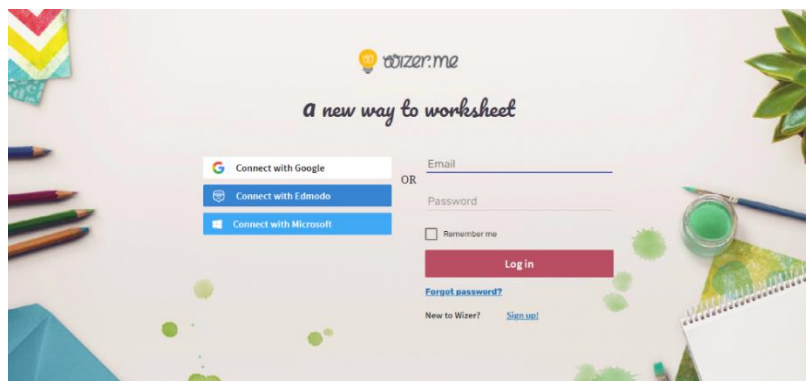 wizer.me
a new way to worksheet
Connect with Google
Connect with Edmodo
Connect with Microsoft
OR
Email
Password
Remember me
Log in
Forgot password?
New to Wizer? Sign up!